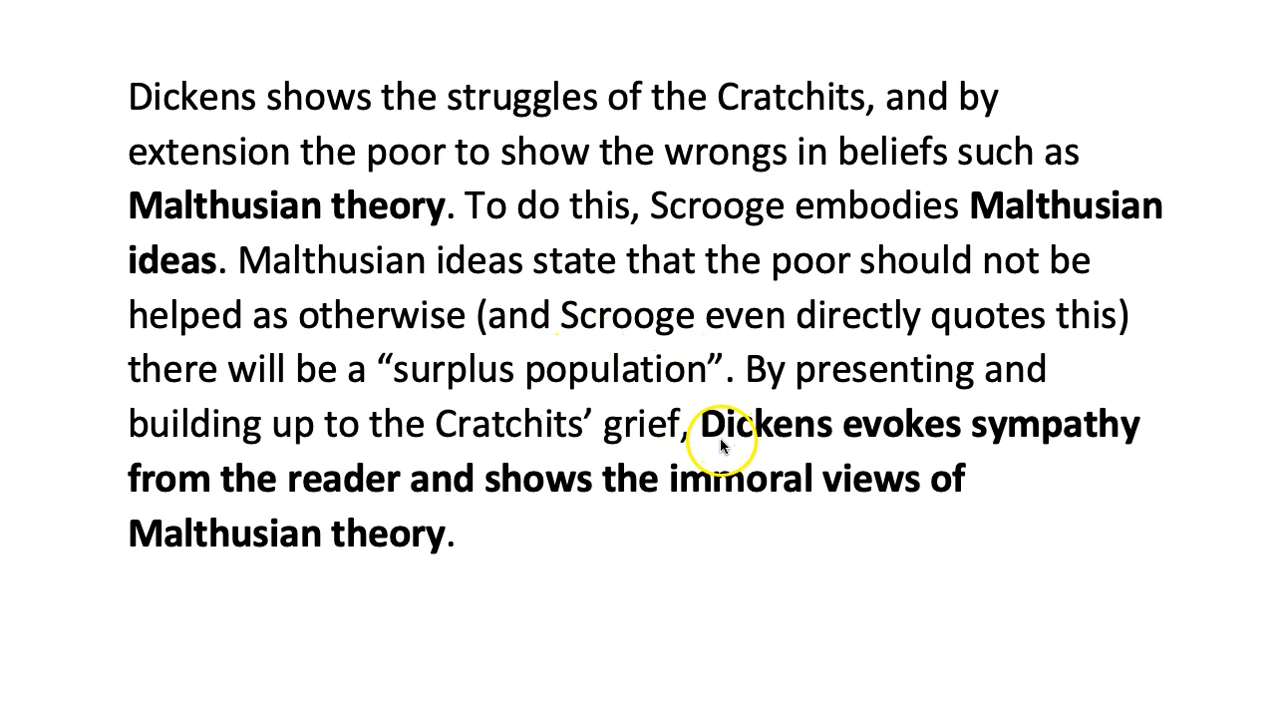 Dickens shows the struggles of the Cratchits, and by
extension the poor to show the wrongs in beliefs such as
Malthusian theory. To do this, Scrooge embodies Malthusian
ideas. Malthusian ideas state that the poor should not be
helped as otherwise (and Scrooge even directly quotes this)
there will be a “surplus population”. By presenting and
building up to the Cratchits’ grief, Dickens evokes sympathy
from the reader and shows the immoral views of
Malthusian theory.